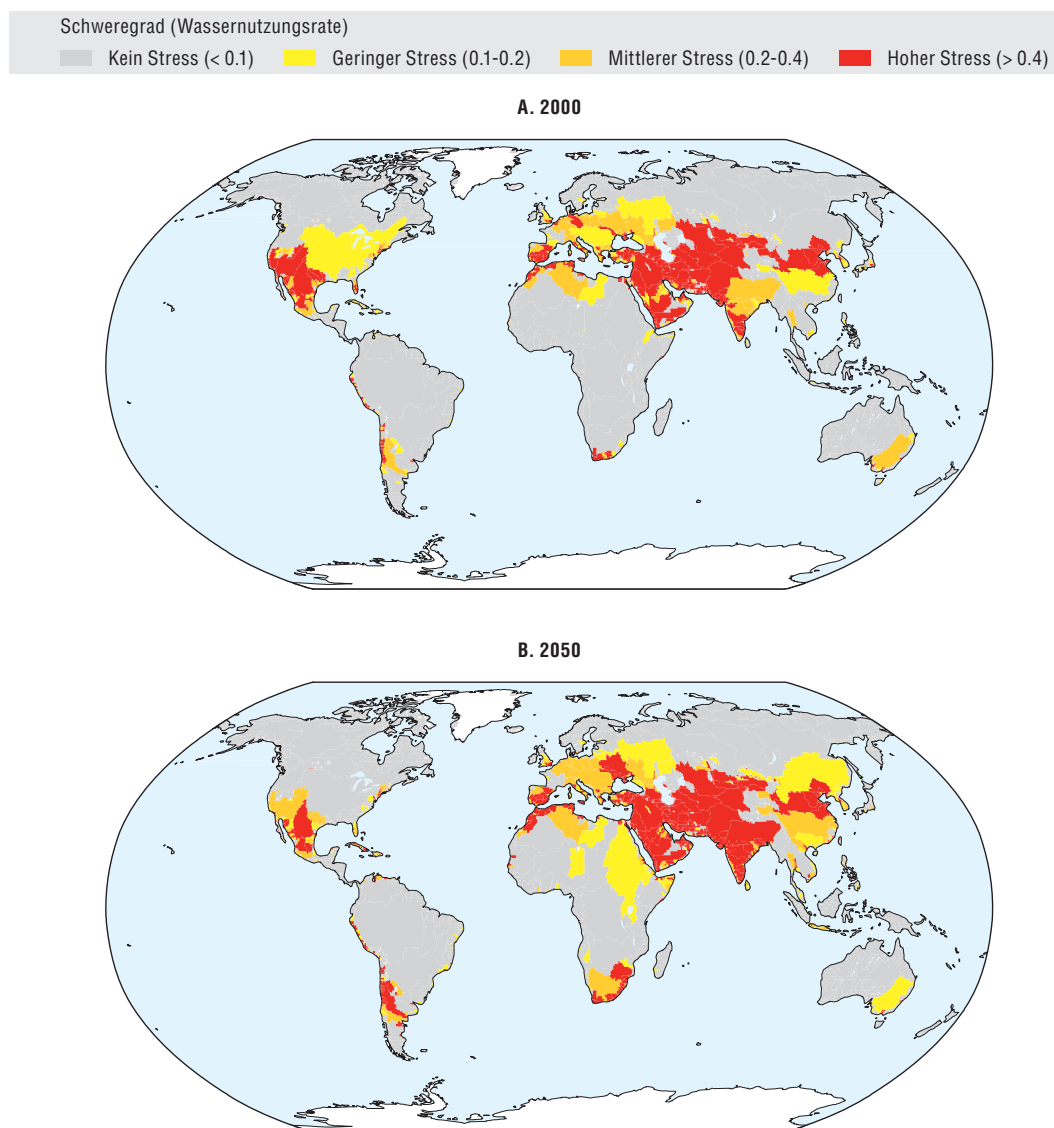 Schweregrad (Wassernutzungsrate)
Kein Stress (< 0.1) Geringer Stress (0.1-0.2) Mittlerer Stress (0.2-0.4) Hoher Stress (> 0.4)
A. 2000
B. 2050